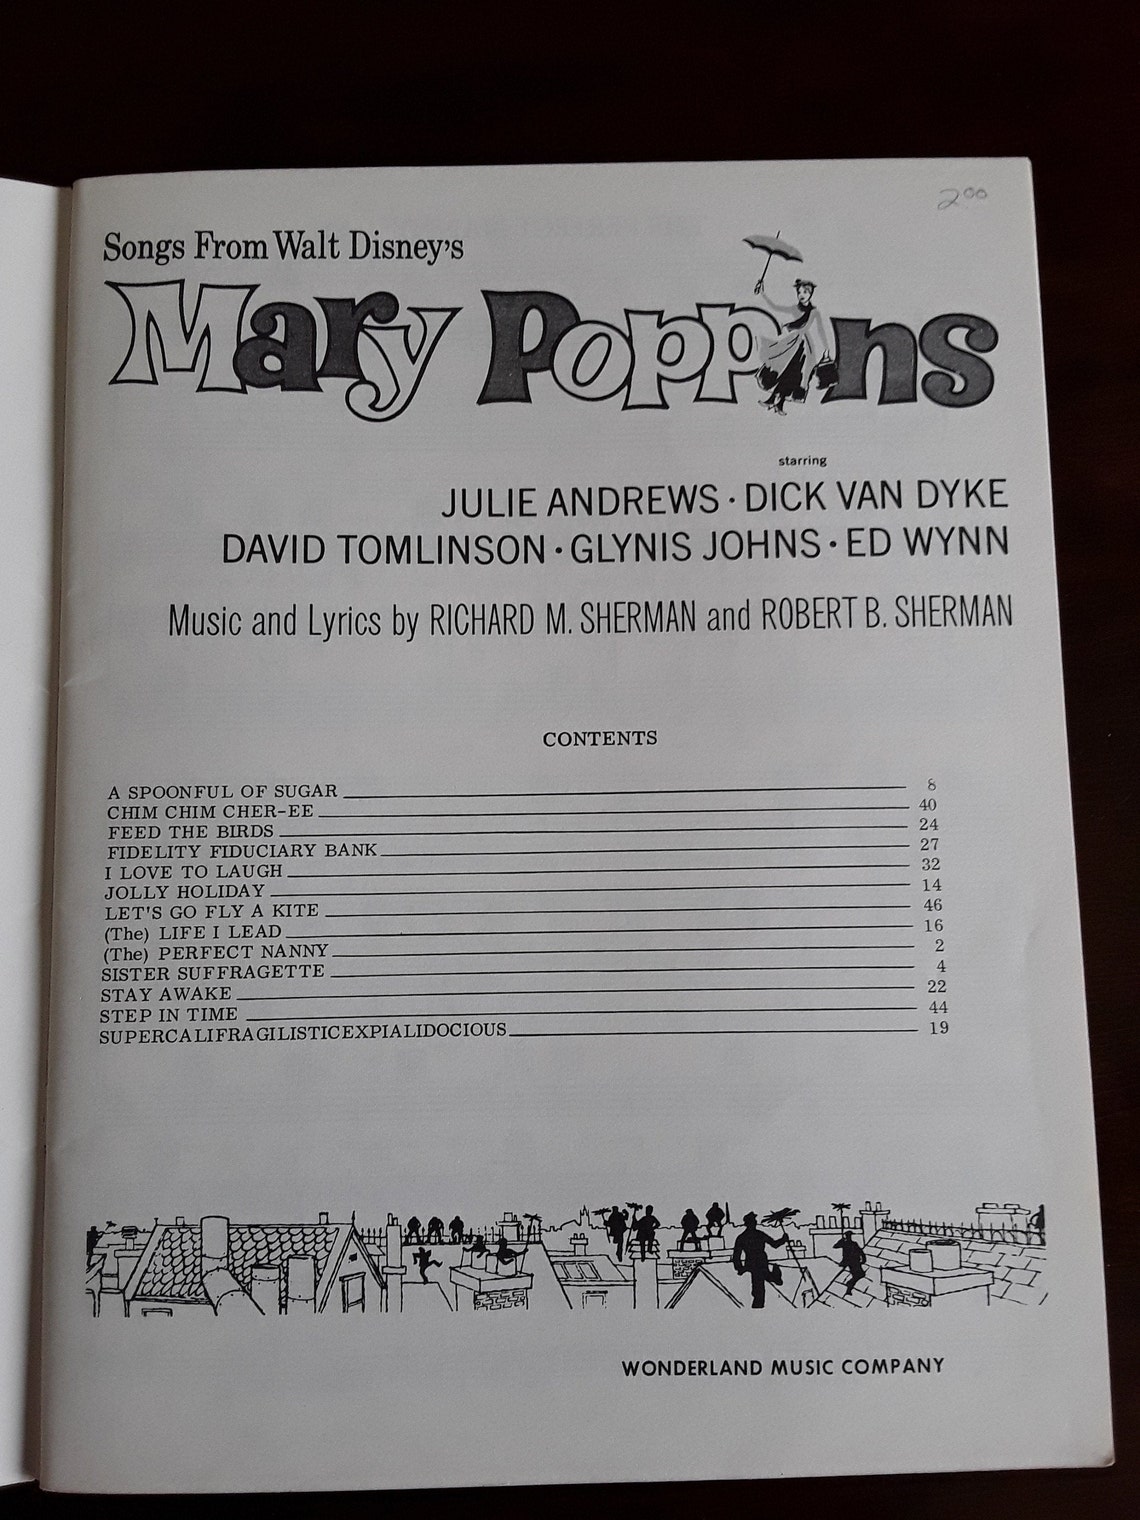 2.00
Songs From Walt Disney's
Mary Poppins
starring
JULIE ANDREWS · DICK VAN DYKE
DAVID TOMLINSON · GLYNIS JOHNS · ED WYNN
Music and Lyrics by RICHARD M. SHERMAN and ROBERT B. SHERMAN
CONTENTS
A SPOONFUL OF SUGAR 8
CHIM CHIM CHER-EE 40
FEED THE BIRDS 24
FIDELITY FIDUCIARY BANK 27
I LOVE TO LAUGH 32
JOLLY HOLIDAY 14
LET'S GO FLY A KITE 46
(The) LIFE I LEAD 16
(The) PERFECT NANNY 2
SISTER SUFFRAGETTE 4
STAY AWAKE 22
STEP IN TIME 44
SUPERCALIFRAGILISTICEXPIALIDOCIOUS 19
WONDERLAND MUSIC COMPANY